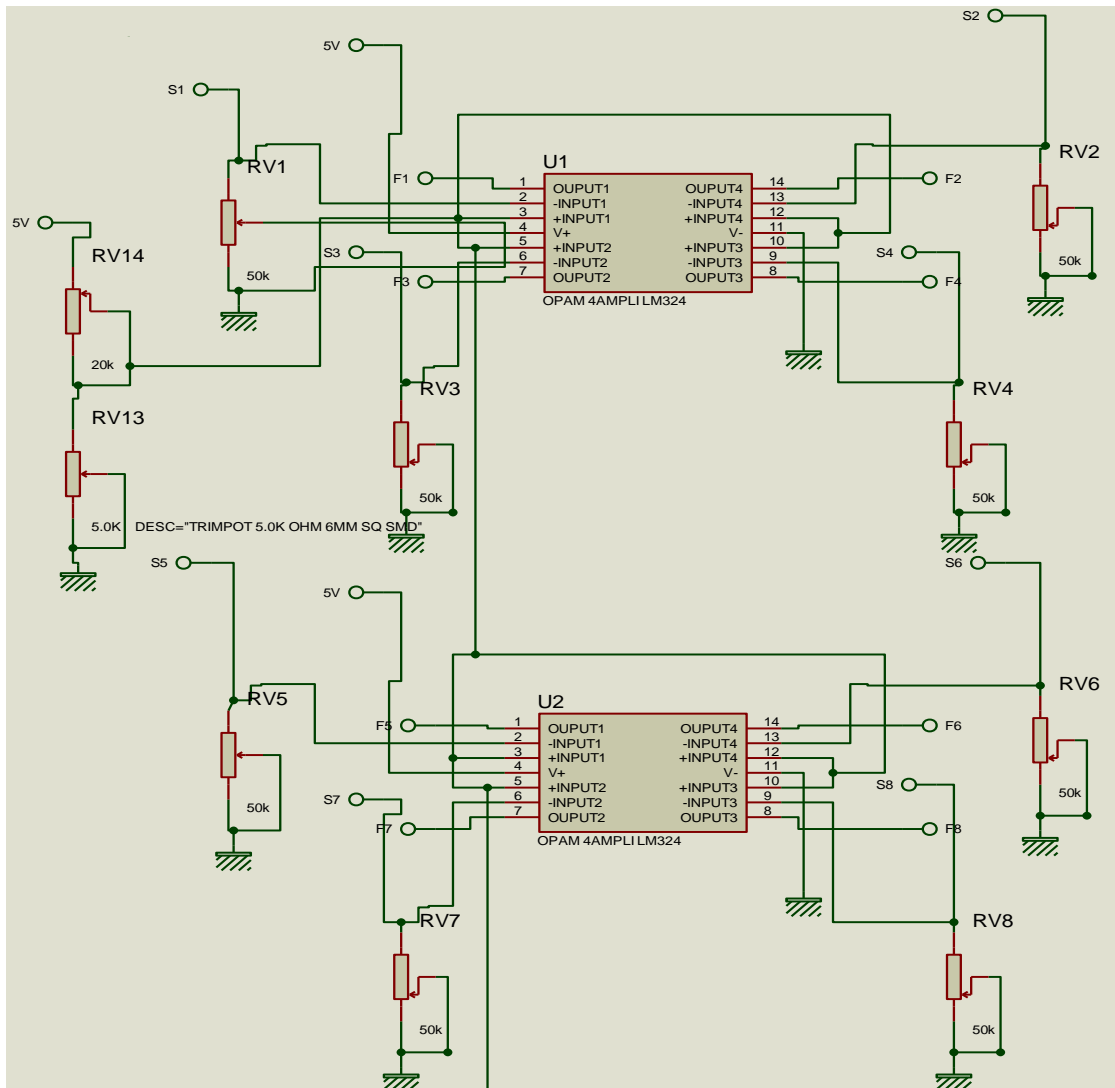 S2
5V
S1
RV1
RV2
U1
F1
1
2
3
4
5
6
7
OUPUT1
-INPUT1
+INPUT1
V+
+INPUT2
-INPUT2
OUPUT2
OUPUT4
-INPUT4
+INPUT4
V-
+INPUT3
-INPUT3
OUPUT3
14
13
12
11
10
9
8
F2
5V
RV14
S3
S4
50k
50k
F3
F4
OPAM 4AMPLI LM324
20k
RV3
RV4
RV13
50k
50k
5.0K
DESC="TRIMPOT 5.0K OHM 6MM SQ SMD"
S5
S6
5V
RV5
RV6
U2
F5
1
2
3
4
5
6
7
OUPUT1
-INPUT1
+INPUT1
V+
+INPUT2
-INPUT2
OUPUT2
OUPUT4
-INPUT4
+INPUT4
V-
+INPUT3
-INPUT3
OUPUT3
14
13
12
11
10
9
8
F6
S7
S8
50k
50k
F7
F8
OPAM 4AMPLI LM324
RV7
RV8
50k
50k